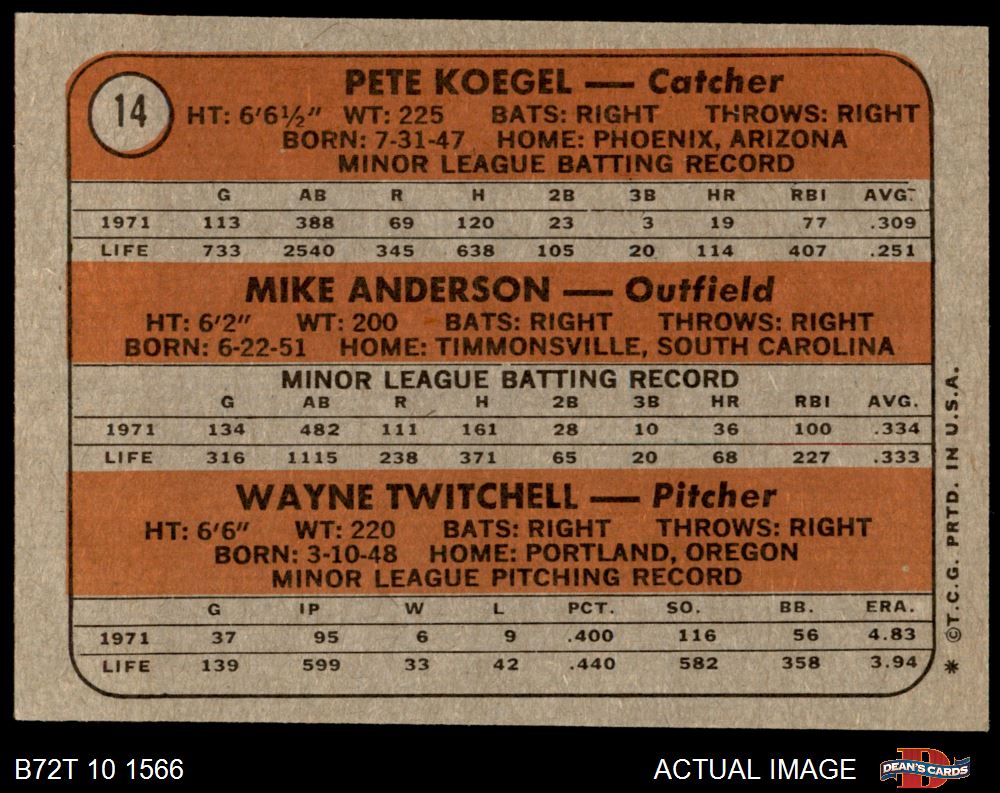 14
PETE KOEGEL — Catcher
HT: 6'6½" WT: 225 BATS: RIGHT THROWS: RIGHT
BORN: 7-31-47 HOME: PHOENIX, ARIZONA
MINOR LEAGUE BATTING RECORD
G AB R H 2B 3B HR RBI AVG.
1971 113 388 69 120 23 3 19 77 .309
LIFE 733 2540 345 638 105 20 114 407 .251
MIKE ANDERSON — Outfield
HT: 6'2" WT: 200 BATS: RIGHT THROWS: RIGHT
BORN: 6-22-51 HOME: TIMMONSVILLE, SOUTH CAROLINA
MINOR LEAGUE BATTING RECORD
G AB R H 2B 3B HR RBI AVG.
1971 134 482 111 161 28 10 36 100 .334
LIFE 316 1115 238 371 65 20 68 227 .333
WAYNE TWITCHELL — Pitcher
HT: 6'6" WT: 220 BATS: RIGHT THROWS: RIGHT
BORN: 3-10-48 HOME: PORTLAND, OREGON
MINOR LEAGUE PITCHING RECORD
G IP W L PCT. SO. BB. ERA.
1971 37 95 6 9 .400 116 56 4.83
LIFE 139 599 33 42 .440 582 358 3.94
* ©T.C.G. PRTD. IN U.S.A.
B72T 10 1566
ACTUAL IMAGE
D
DEAN'S CARDS